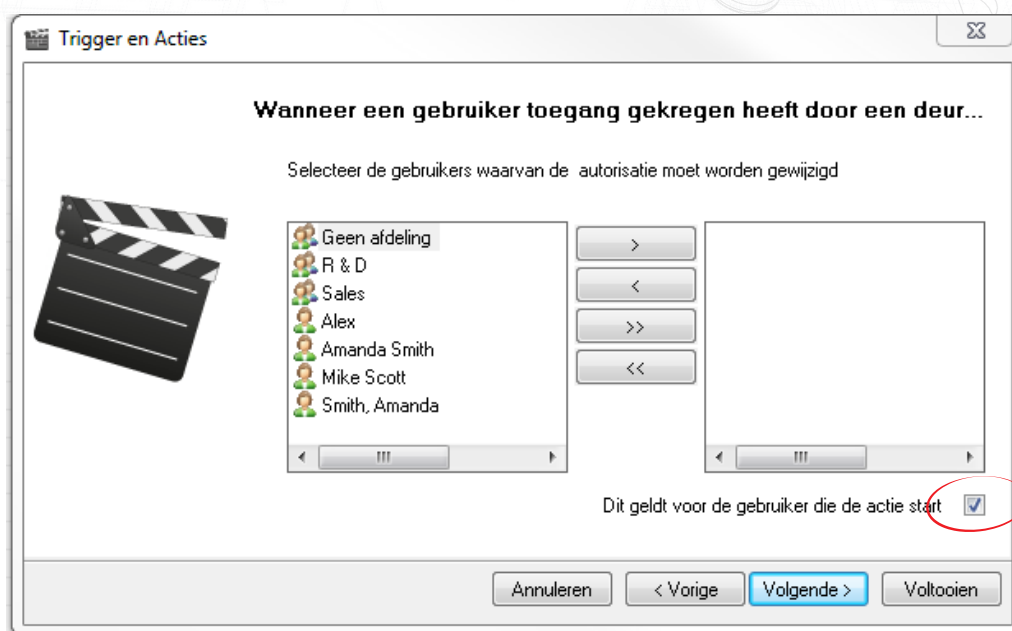 Trigger en Acties
Wanneer een gebruiker toegang gekregen heeft door een deur...
Selecteer de gebruikers waarvan de autorisatie moet worden gewijzigd
Geen afdeling
R & D
Sales
Alex
Amanda Smith
Mike Scott
Smith, Amanda
>
<
>>
<<
Dit geldt voor de gebruiker die de actie start
Annuleren < Vorige Volgende > Voltooien